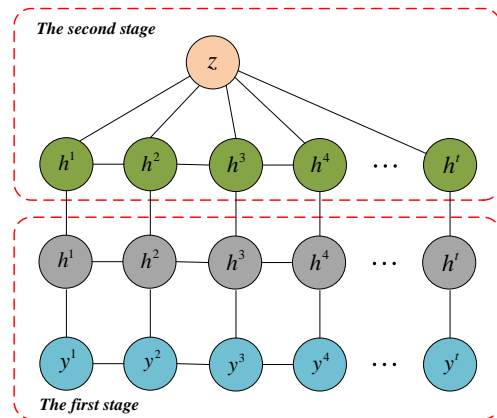 The second stage
z
h¹ h² h³ h⁴ ··· hᵗ
h¹ h² h³ h⁴ ··· hᵗ
y¹ y² y³ y⁴ ··· yᵗ
The first stage